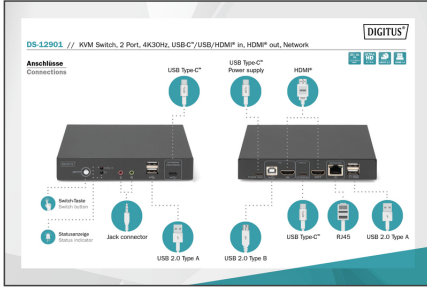 DIGITUS®
DS-12901 // KVM Switch, 2 Port, 4K30Hz, USB-C™/USB/HDMI® in, HDMI® out, Network
Anschlüsse
Connections
USB Type-C™
USB Type-C™
Power supply
HDMI®
Switch-Taste
Switch button
Statusanzeige
Status indicator
Jack connector
USB 2.0 Type A
USB 2.0 Type B
USB Type-C™
RJ45
USB 2.0 Type A